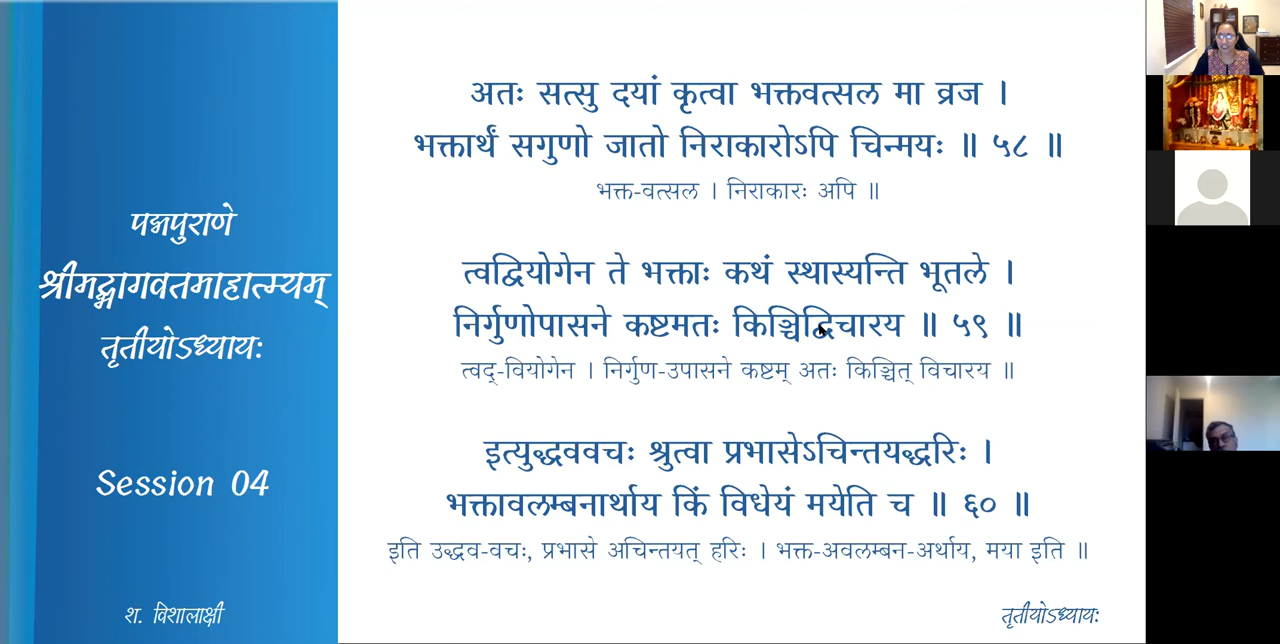 पद्मपुराणे
श्रीमद्भागवतमाहात्म्यम्
तृतीयोऽध्यायः
Session 04
श. विशालाक्षी
अतः सत्सु दयां कृत्वा भक्तवत्सल मा व्रज ।
भक्तार्थं सगुणो जातो निराकारोऽपि चिन्मयः ॥ ५८ ॥
भक्त-वत्सल । निराकारः अपि ॥
त्वद्वियोगेन ते भक्ताः कथं स्थास्यन्ति भूतले ।
निर्गुणोपासने कष्टमतः किञ्चिद्विचारय ॥ ५९ ॥
त्वद्-वियोगेन । निर्गुण-उपासने कष्टम् अतः किञ्चित् विचारय ॥
इत्युद्धववचः श्रुत्वा प्रभासेऽचिन्तयद्धरिः ।
भक्तावलम्बनार्थाय किं विधेयं मयेति च ॥ ६० ॥
इति उद्धव-वचः, प्रभासे अचिन्तयत् हरिः । भक्त-अवलम्बन-अर्थाय, मया इति ॥
तृतीयोऽध्यायः